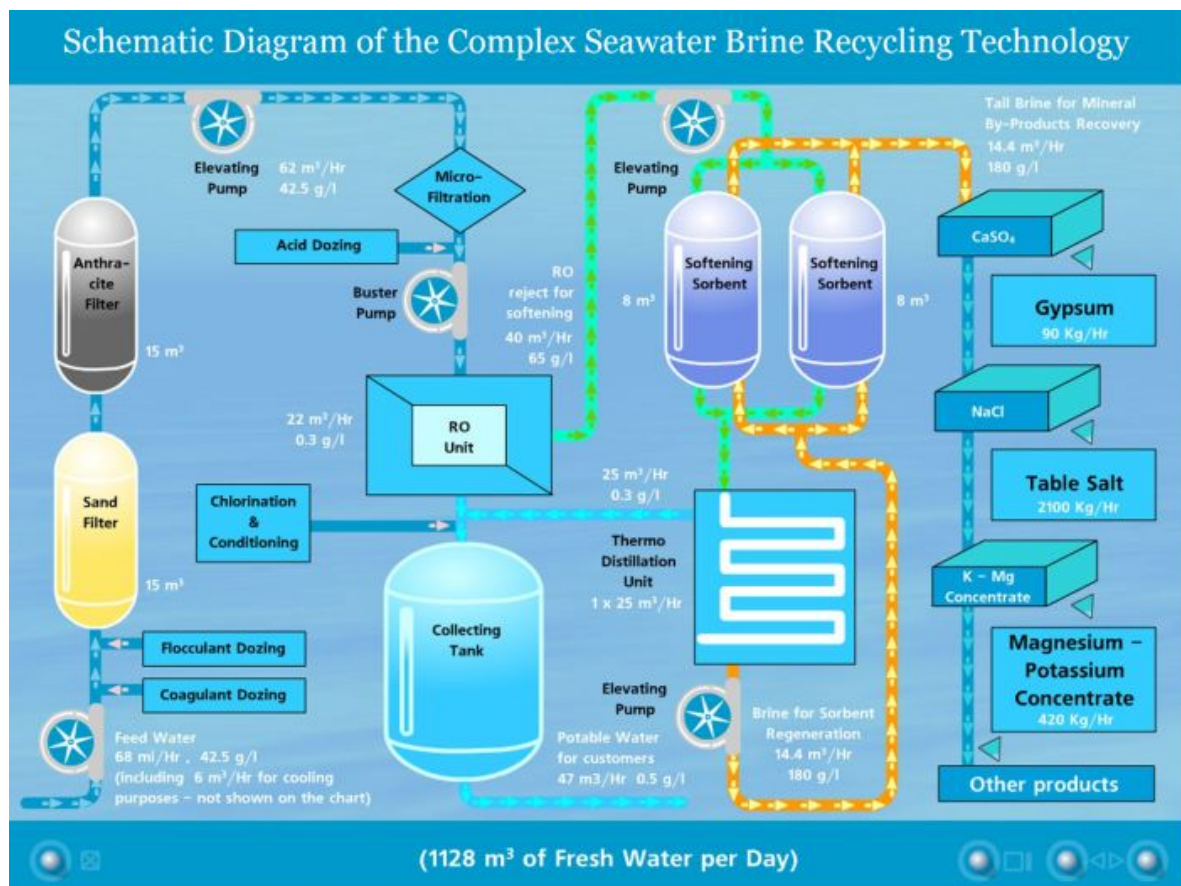 Schematic Diagram of the Complex Seawater Brine Recycling Technology
Elevating
Pump
62 m³/Hr
42.5 g/l
Micro-
Filtration
Elevating
Pump
Tall Brine for Mineral
By-Products Recovery
14.4 m³/Hr
180 g/l
Anthra-
cite
Filter
15 m³
Acid Dozing
Buster
Pump
RO
reject for
softening
40 m³/Hr
65 g/l
8 m³
Softening
Sorbent
Softening
Sorbent
8 m³
CaSO₄
Gypsum
90 Kg/Hr
22 m³/Hr
0.3 g/l
RO
Unit
NaCl
Table Salt
2100 Kg/Hr
Sand
Filter
15 m³
Chlorination
&
Conditioning
25 m³/Hr
0.3 g/l
Thermo
Distillation
Unit
1 x 25 m³/Hr
K - Mg
Concentrate
Magnesium -
Potassium
Concentrate
420 Kg/Hr
Collecting
Tank
Flocculant Dozing
Coagulant Dozing
Feed Water
68 mi/Hr , 42.5 g/l
(including 6 m³/Hr for cooling
purposes - not shown on the chart)
Potable Water
for customers
47 m3/Hr 0.5 g/l
Elevating
Pump
Brine for Sorbent
Regeneration
14.4 m³/Hr
180 g/l
Other products
(1128 m³ of Fresh Water per Day)